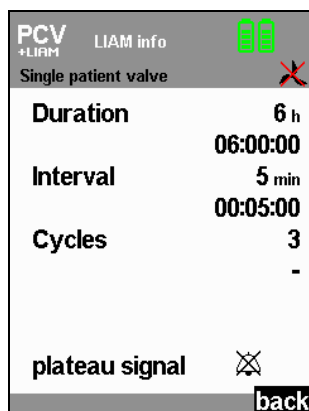 PCV LIAM info
+LIAM
Single patient valve
Duration 6 h
06:00:00
Interval 5 min
00:05:00
Cycles 3
-
plateau signal
back